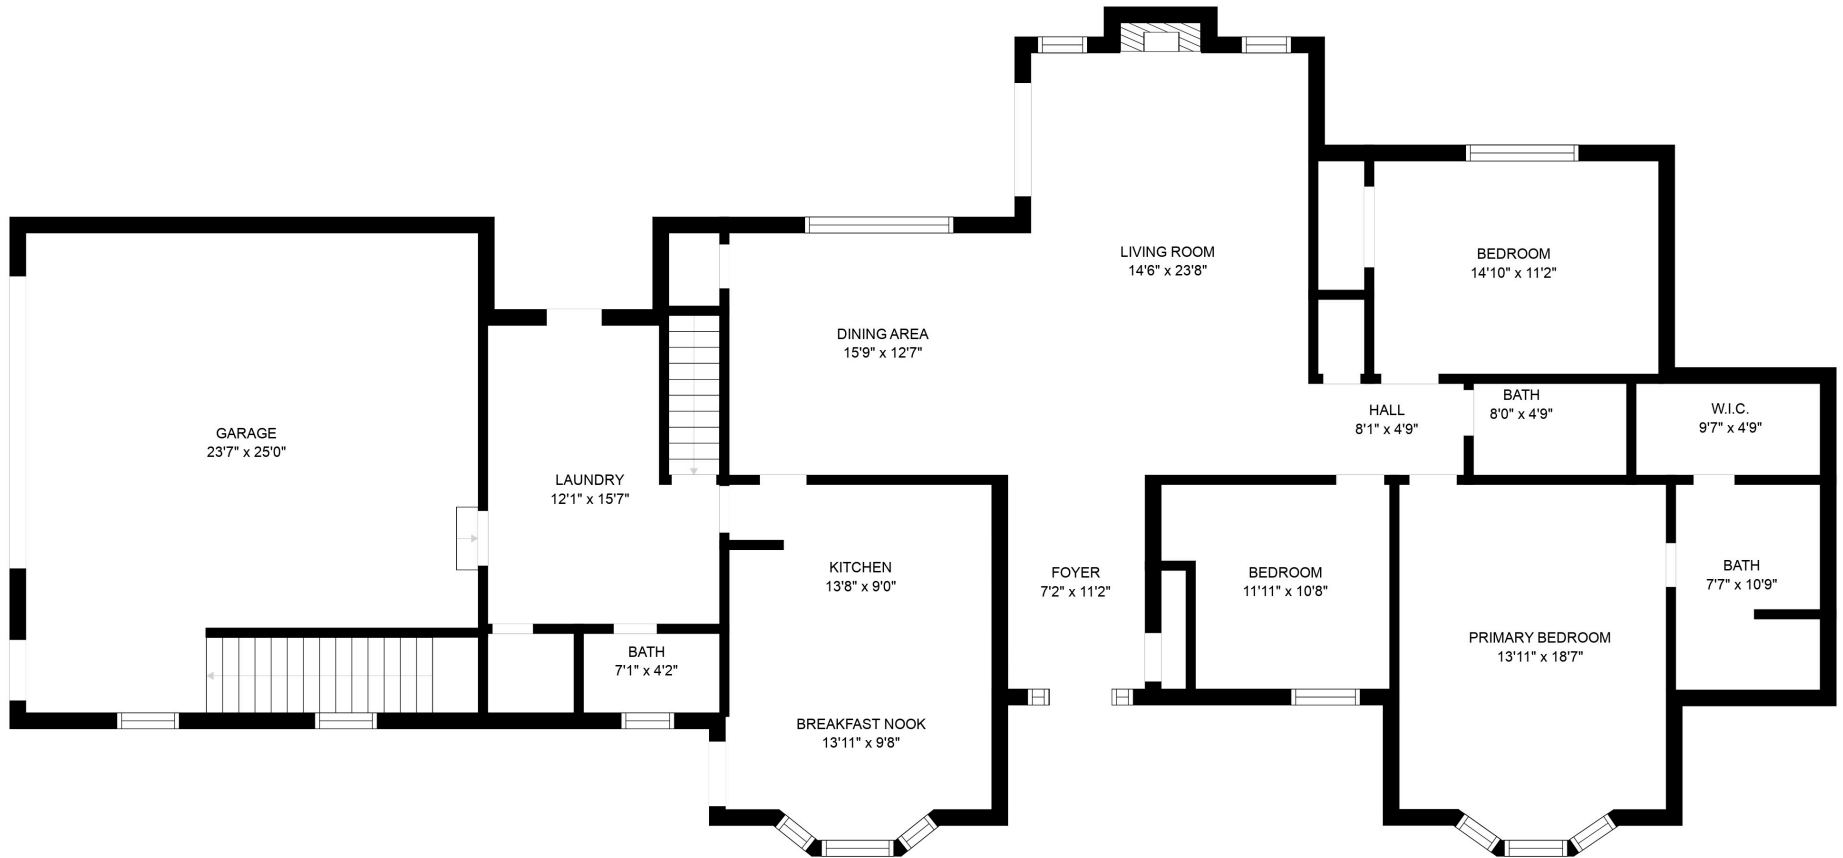 LIVING ROOM
14'6" x 23'8"
BEDROOM
14'10" x 11'2"
DINING AREA
15'9" x 12'7"
BATH
8'0" x 4'9"
HALL
8'1" x 4'9"
W.I.C.
9'7" x 4'9"
GARAGE
23'7" x 25'0"
LAUNDRY
12'1" x 15'7"
KITCHEN
13'8" x 9'0"
FOYER
7'2" x 11'2"
BEDROOM
11'11" x 10'8"
BATH
7'7" x 10'9"
PRIMARY BEDROOM
13'11" x 18'7"
BATH
7'1" x 4'2"
BREAKFAST NOOK
13'11" x 9'8"